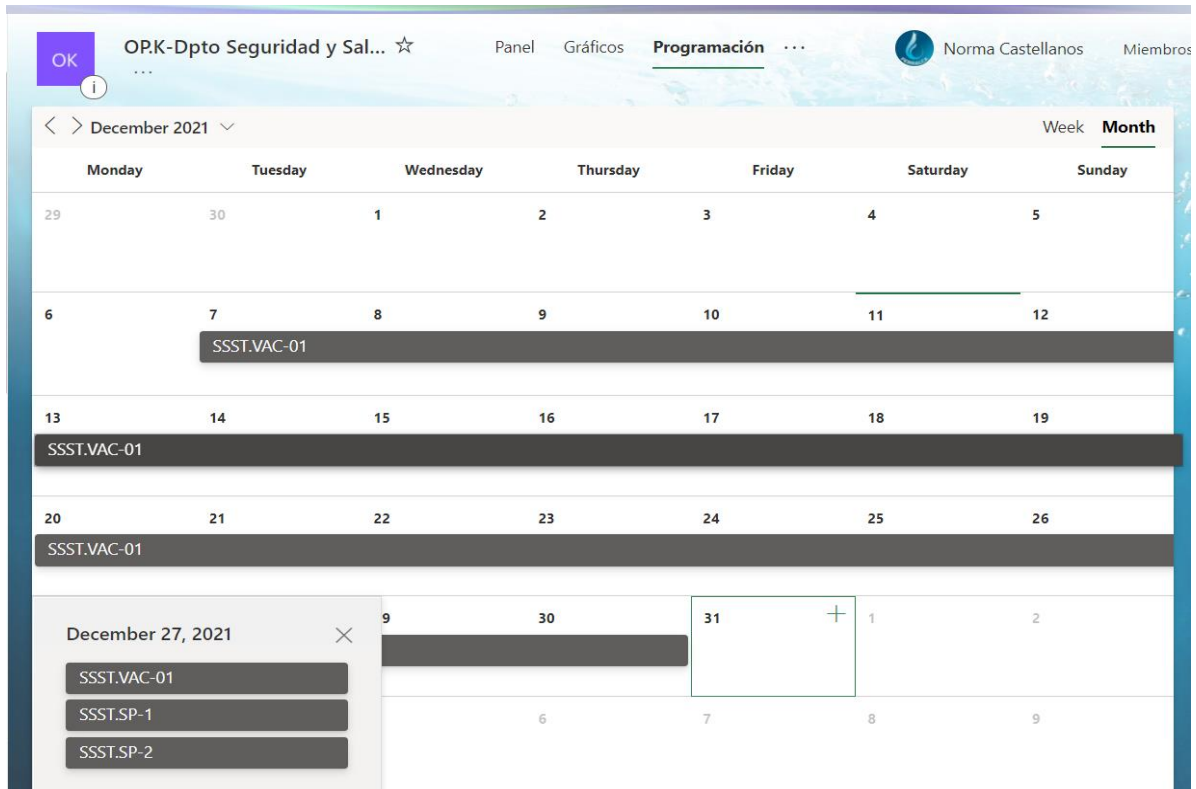 OK
OP.K-Dpto Seguridad y Sal... ☆ Panel Gráficos Programación ··· Norma Castellanos Miembros
...
i
< > December 2021 Week Month
Monday Tuesday Wednesday Thursday Friday Saturday Sunday
29 30 1 2 3 4 5
6 7 8 9 10 11 12
SSST.VAC-01
13 14 15 16 17 18 19
SSST.VAC-01
20 21 22 23 24 25 26
SSST.VAC-01
9 30 31 + 1 2
December 27, 2021 ×
SSST.VAC-01
SSST.SP-1
6 7 8 9
SSST.SP-2